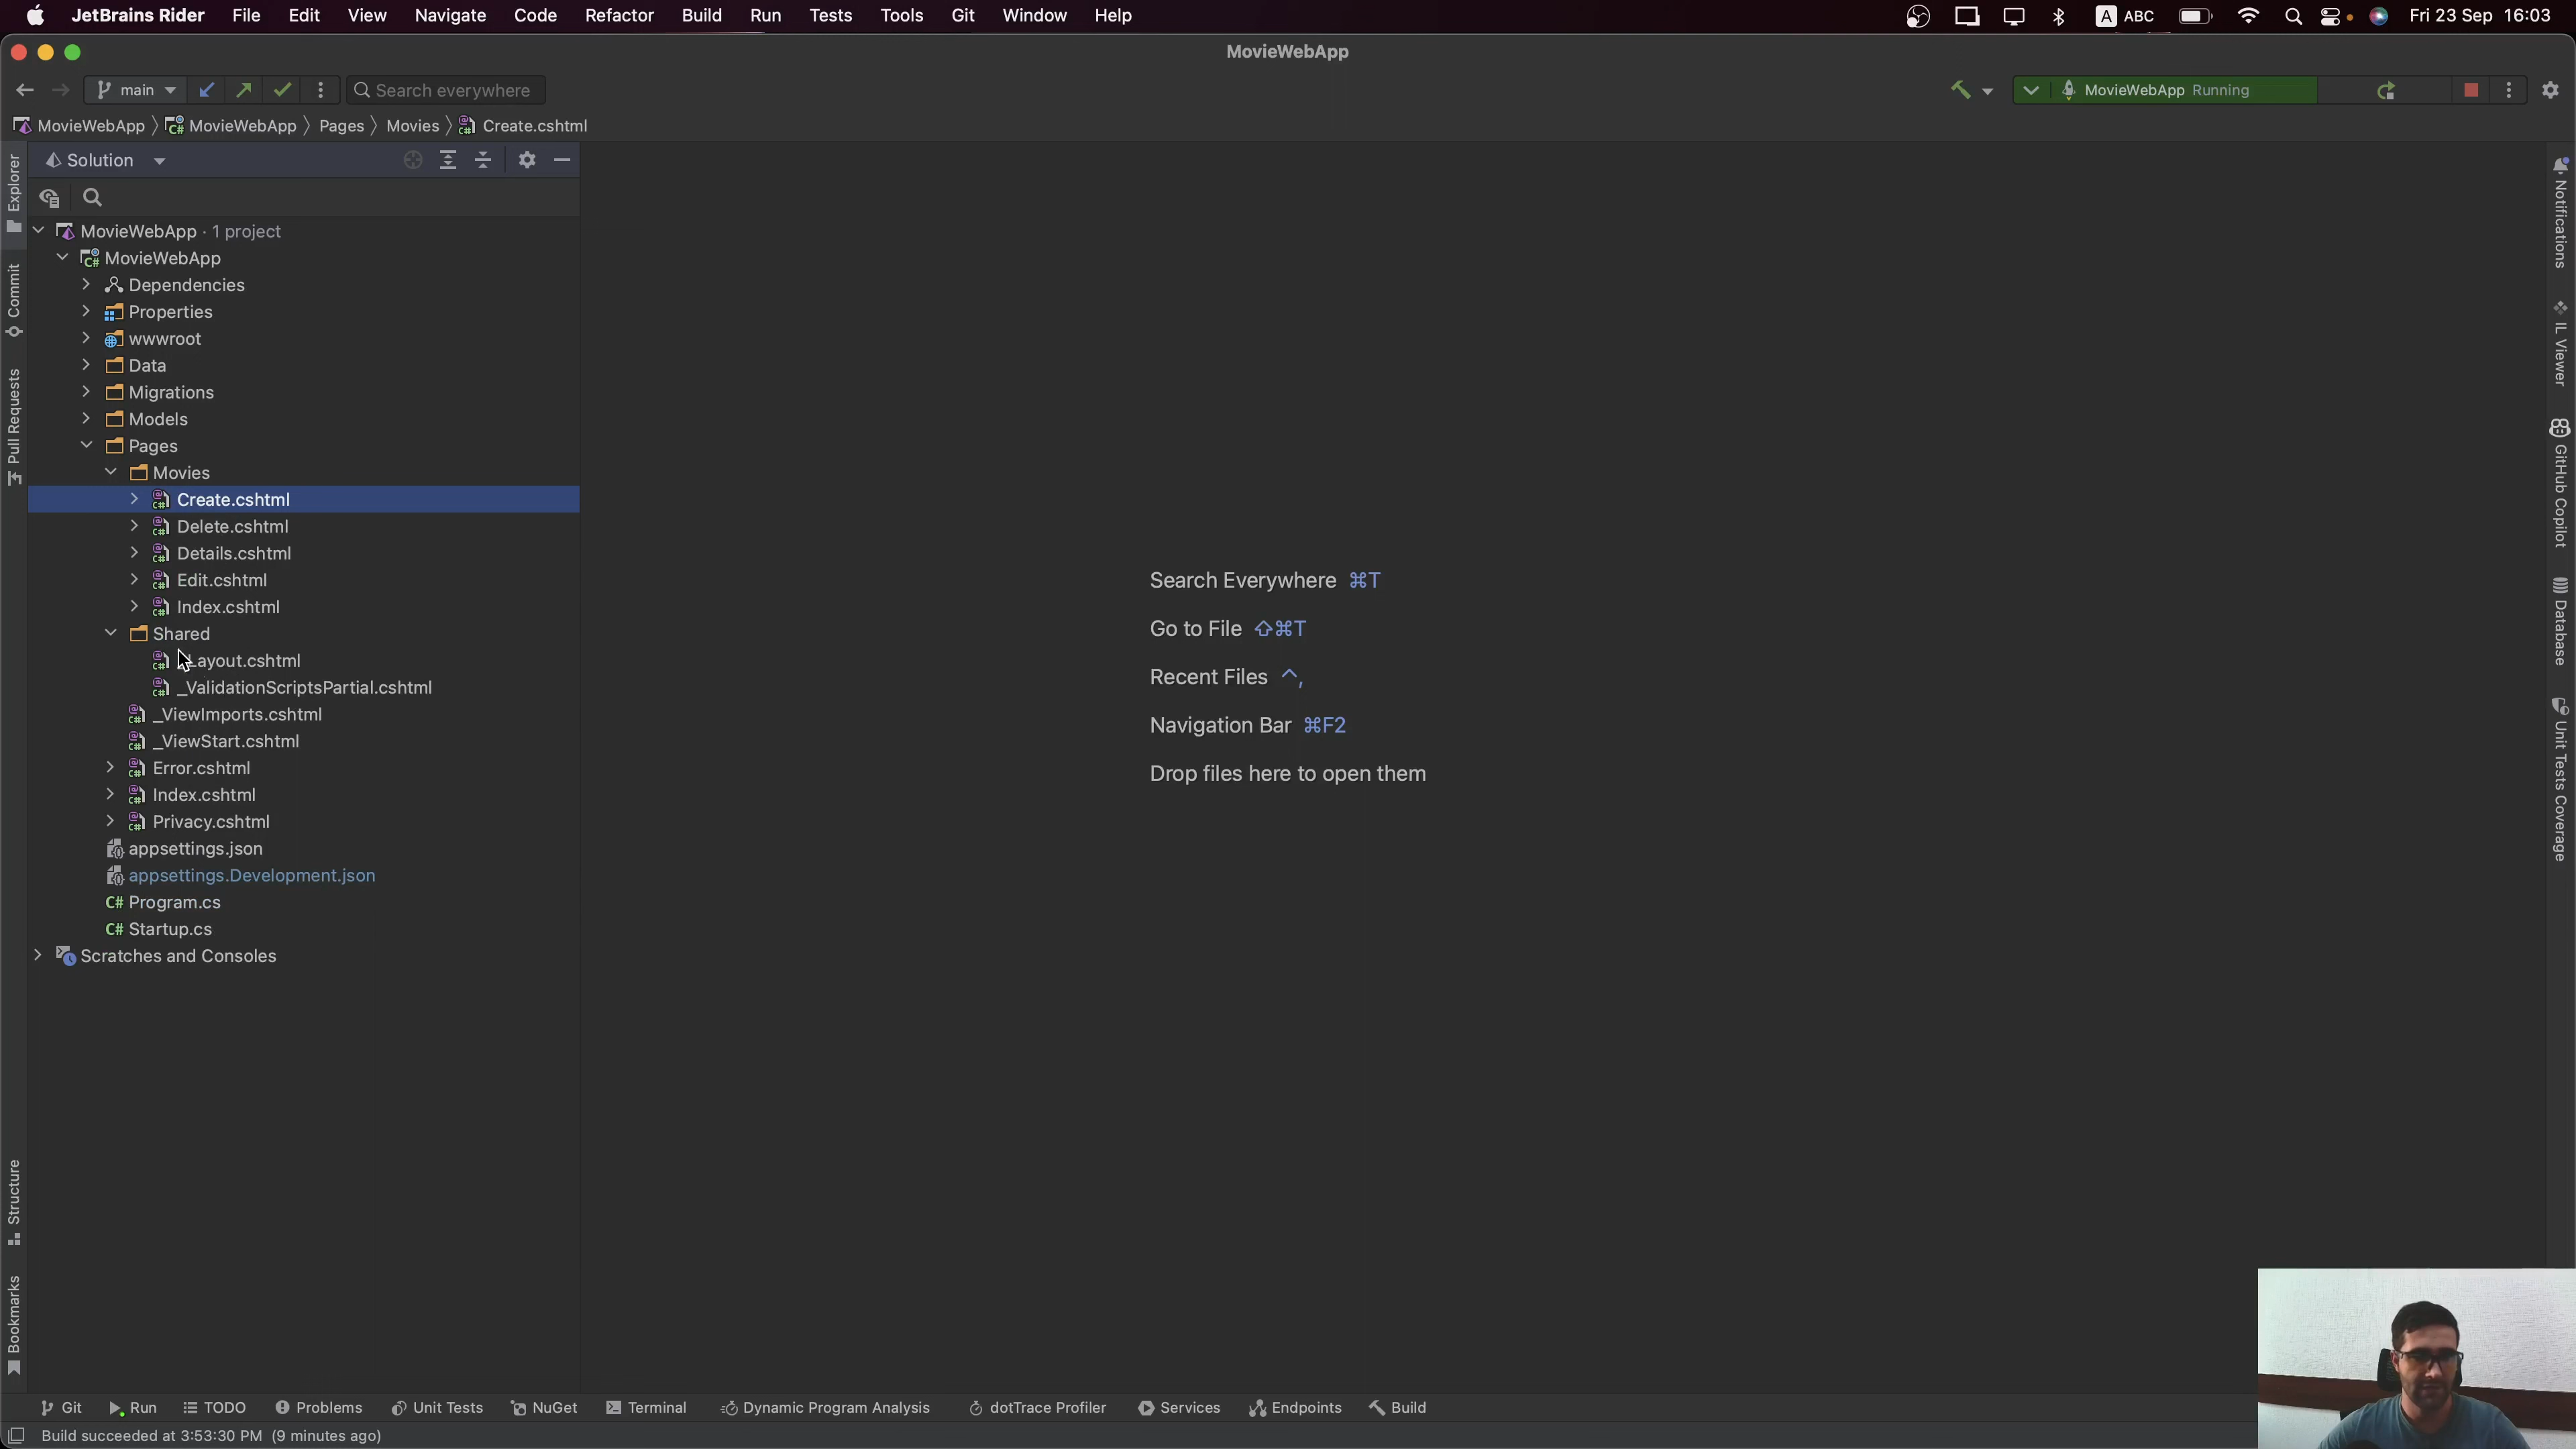 JetBrains Rider File Edit View Navigate Code Refactor Build Run Tests Tools Git Window Help A ABC Fri 23 Sep 16:03
MovieWebApp
main Search everywhere MovieWebApp Running
MovieWebApp MovieWebApp Pages Movies Create.cshtml
Solution
MovieWebApp · 1 project
MovieWebApp
Dependencies
Properties
wwwroot
Data
Migrations
Models
Pages
Movies
Create.cshtml
Delete.cshtml
Details.cshtml
Edit.cshtml
Index.cshtml
Shared
Layout.cshtml
_ValidationScriptsPartial.cshtml
_ViewImports.cshtml
_ViewStart.cshtml
Error.cshtml
Index.cshtml
Privacy.cshtml
appsettings.json
appsettings.Development.json
C# Program.cs
C# Startup.cs
Scratches and Consoles
Explorer
Commit
Pull Requests
Structure
Bookmarks
Search Everywhere ⌘T
Go to File ⇧⌘T
Recent Files ^,
Navigation Bar ⌘F2
Drop files here to open them
Notifications
IL Viewer
GitHub Copilot
Database
Unit Tests Coverage
Git Run TODO Problems Unit Tests NuGet Terminal Dynamic Program Analysis dotTrace Profiler Services Endpoints Build
Build succeeded at 3:53:30 PM (9 minutes ago)